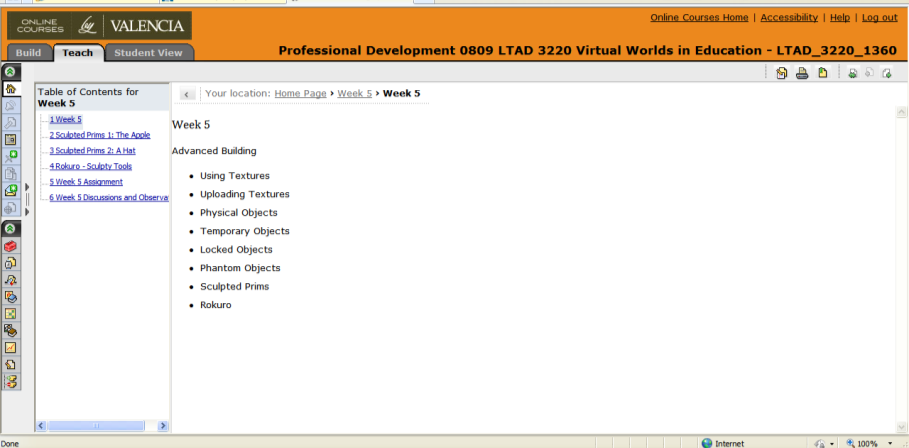 ONLINE COURSES VALENCIA
Online Courses Home | Accessibility | Help | Log out
Build Teach Student View
Professional Development 0809 LTAD 3220 Virtual Worlds in Education - LTAD_3220_1360
Table of Contents for
Week 5
1 Week 5
2 Sculpted Prims 1: The Apple
3 Sculpted Prims 2: A Hat
4 Rokuro - Sculpty Tools
5 Week 5 Assignment
6 Week 5 Discussions and Observat
Your location: Home Page › Week 5 › Week 5
Week 5
Advanced Building
• Using Textures
• Uploading Textures
• Physical Objects
• Temporary Objects
• Locked Objects
• Phantom Objects
• Sculpted Prims
• Rokuro
Done
Internet
100%